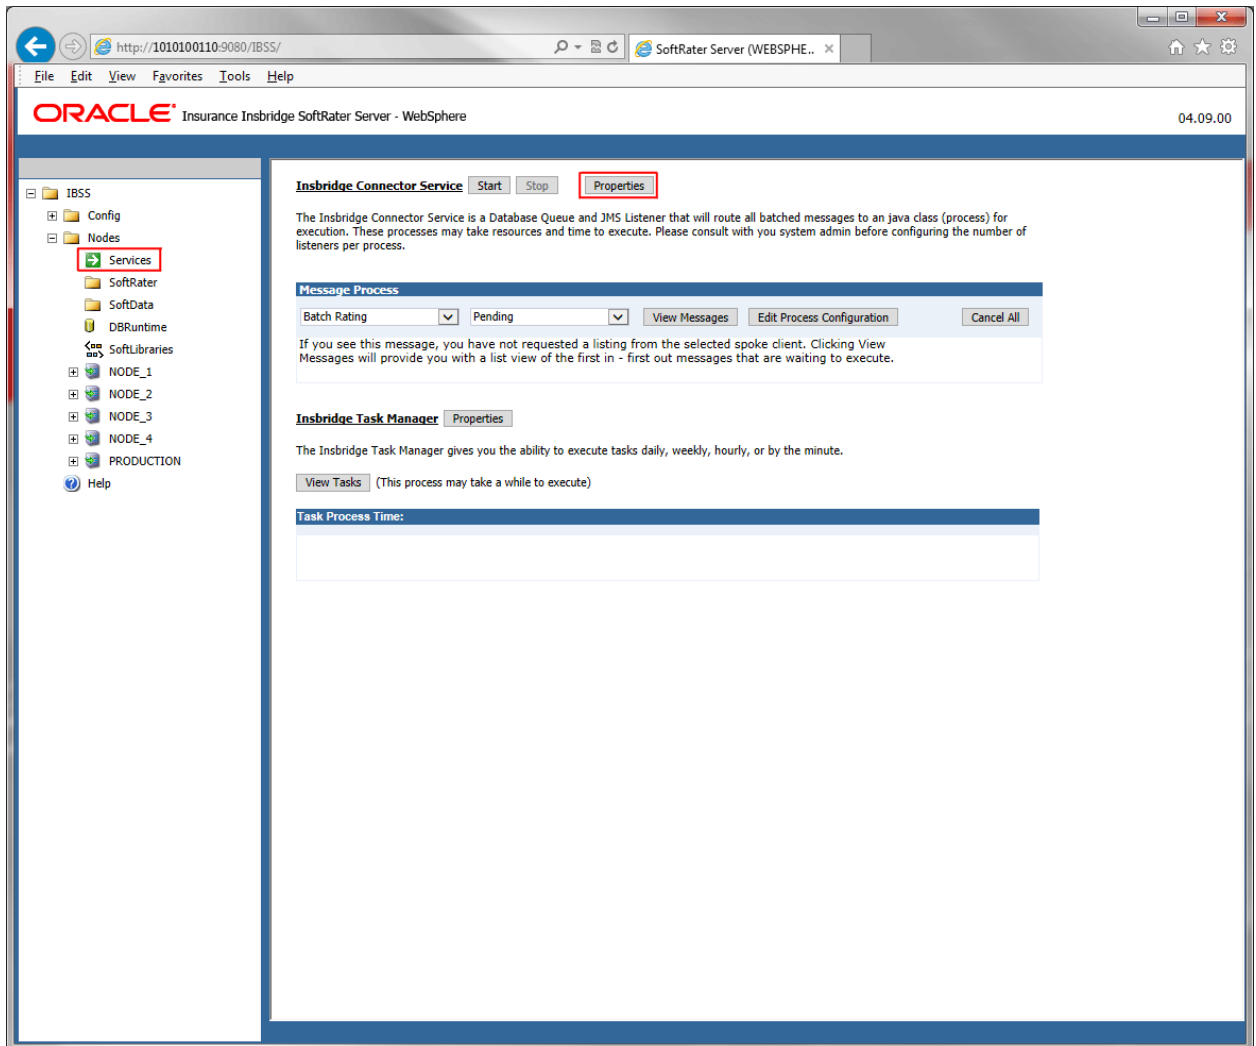 http://1010100110:9080/IBSS/
SoftRater Server (WEBSPHE..
File Edit View Favorites Tools Help
ORACLE Insurance Insbridge SoftRater Server - WebSphere
04.09.00
IBSS
Config
Nodes
Services
SoftRater
SoftData
DBRuntime
SoftLibraries
NODE_1
NODE_2
NODE_3
NODE_4
PRODUCTION
Help
Insbridge Connector Service Start Stop Properties
The Insbridge Connector Service is a Database Queue and JMS Listener that will route all batched messages to an java class (process) for
execution. These processes may take resources and time to execute. Please consult with you system admin before configuring the number of
listeners per process.
Message Process
Batch Rating Pending View Messages Edit Process Configuration Cancel All
If you see this message, you have not requested a listing from the selected spoke client. Clicking View
Messages will provide you with a list view of the first in - first out messages that are waiting to execute.
Insbridge Task Manager Properties
The Insbridge Task Manager gives you the ability to execute tasks daily, weekly, hourly, or by the minute.
View Tasks (This process may take a while to execute)
Task Process Time: